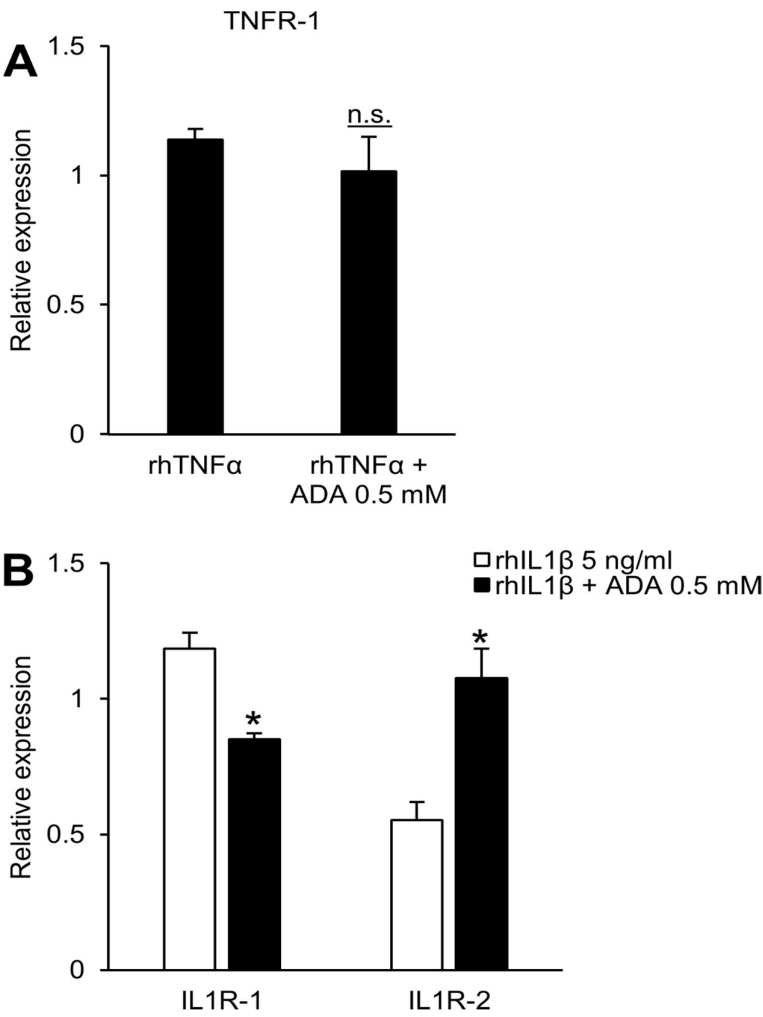 TNFR-1
A
1.5
1
0.5
0
Relative expression
n.s.
rhTNFα
rhTNFα +
ADA 0.5 mM
B
1.5
1
0.5
0
Relative expression
rhIL1β 5 ng/ml
rhIL1β + ADA 0.5 mM
*
*
IL1R-1
IL1R-2